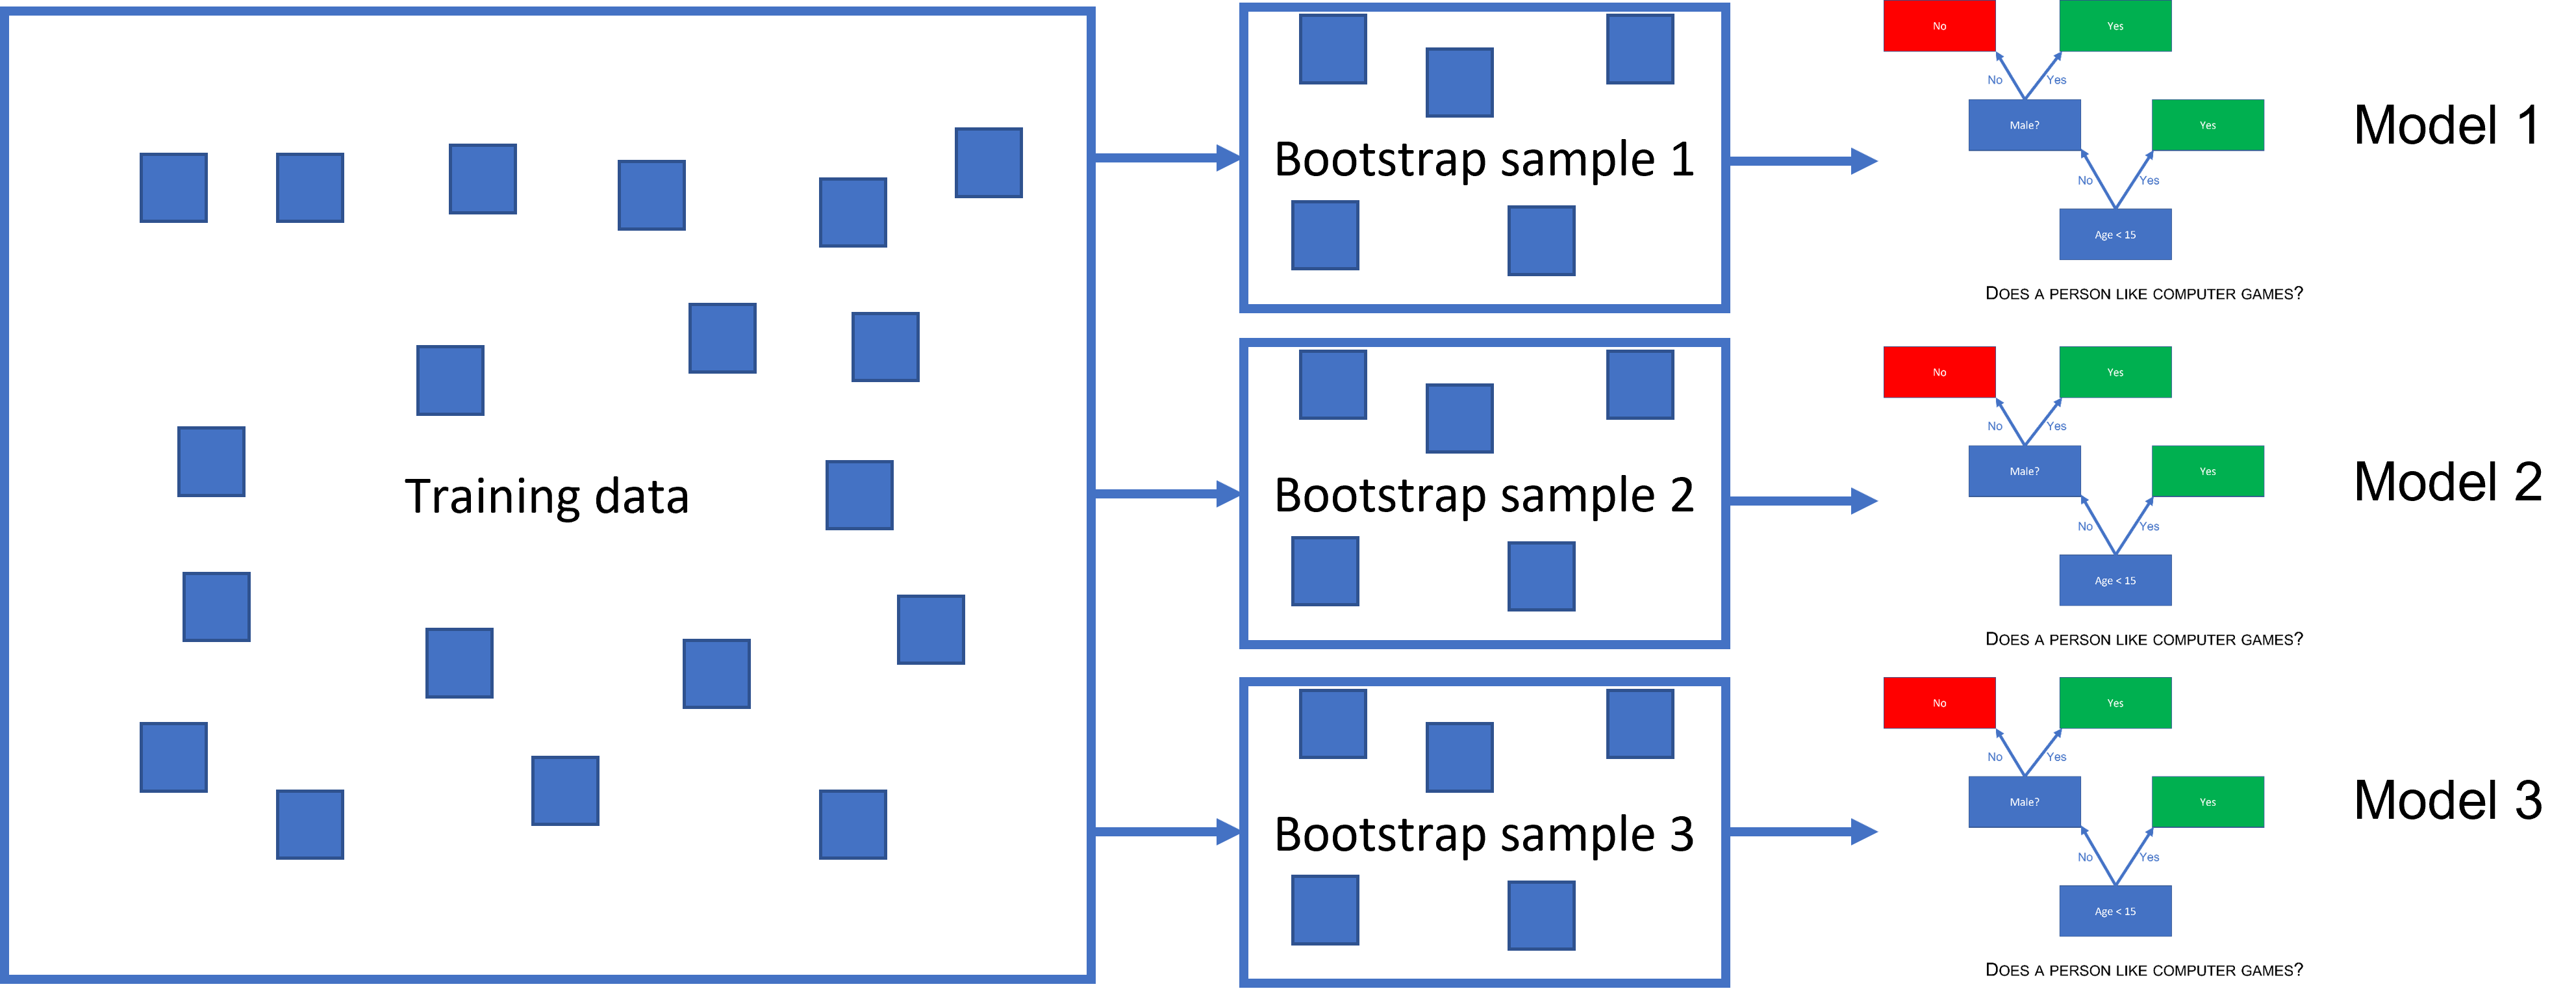 Training data
Bootstrap sample 1
No
Yes
No
Yes
Male?
Yes
No
Yes
Age < 15
DOES A PERSON LIKE COMPUTER GAMES?
Model 1
Bootstrap sample 2
No
Yes
No
Yes
Male?
Yes
No
Yes
Age < 15
DOES A PERSON LIKE COMPUTER GAMES?
Model 2
Bootstrap sample 3
No
Yes
No
Yes
Male?
Yes
No
Yes
Age < 15
DOES A PERSON LIKE COMPUTER GAMES?
Model 3